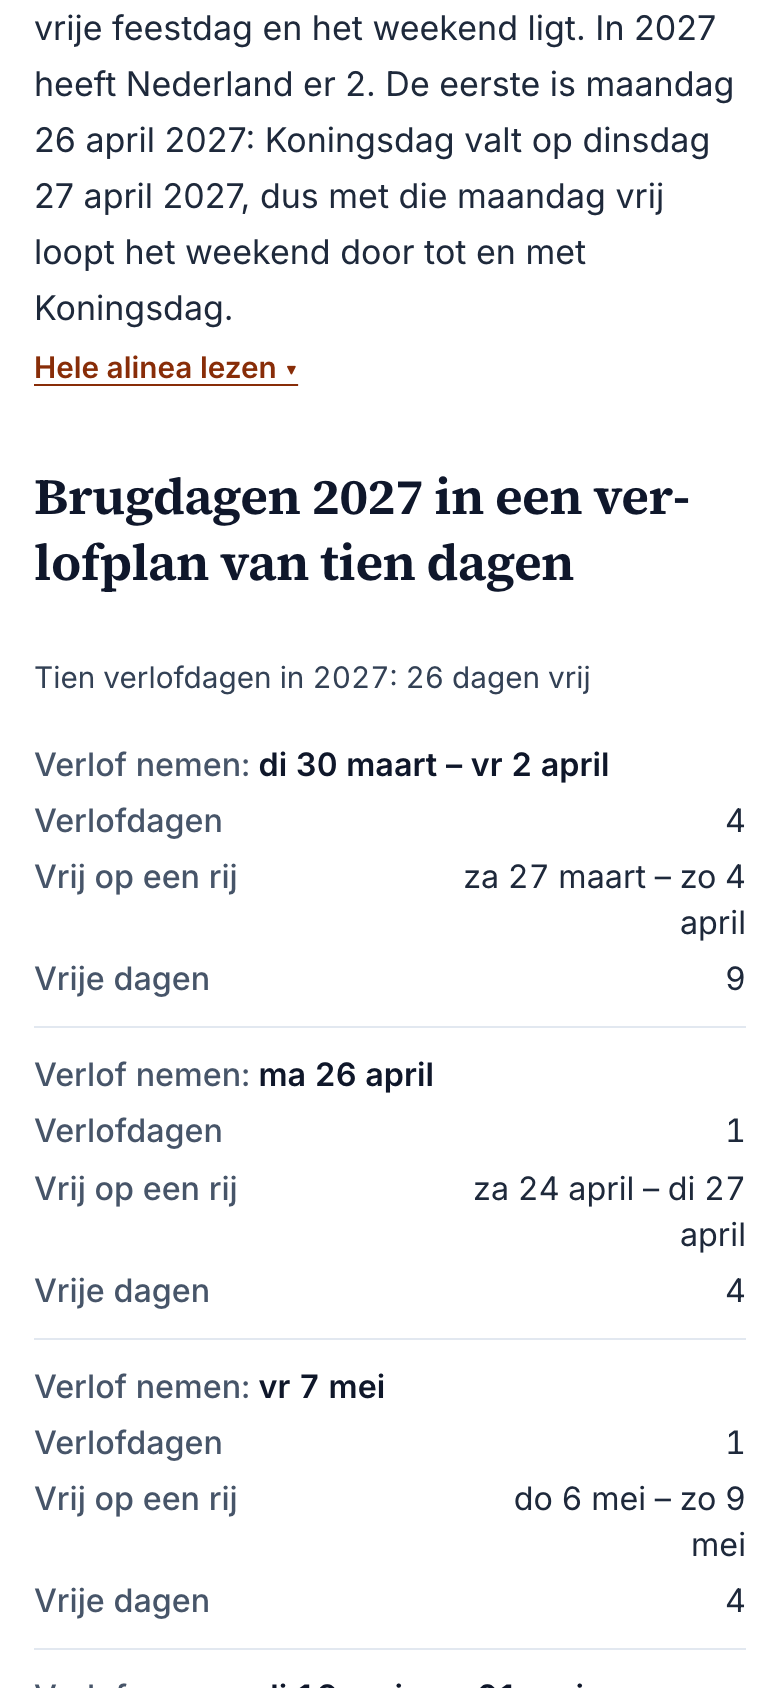 vrije feestdag en het weekend ligt. In 2027
heeft Nederland er 2. De eerste is maandag
26 april 2027: Koningsdag valt op dinsdag
27 april 2027, dus met die maandag vrij
loopt het weekend door tot en met
Koningsdag.
Hele alinea lezen ▾
Brugdagen 2027 in een ver-
lofplan van tien dagen
Tien verlofdagen in 2027: 26 dagen vrij
Verlof nemen: di 30 maart – vr 2 april
Verlofdagen 4
Vrij op een rij za 27 maart – zo 4
april
Vrije dagen 9
Verlof nemen: ma 26 april
Verlofdagen 1
Vrij op een rij za 24 april – di 27
april
Vrije dagen 4
Verlof nemen: vr 7 mei
Verlofdagen 1
Vrij op een rij do 6 mei – zo 9
mei
Vrije dagen 4